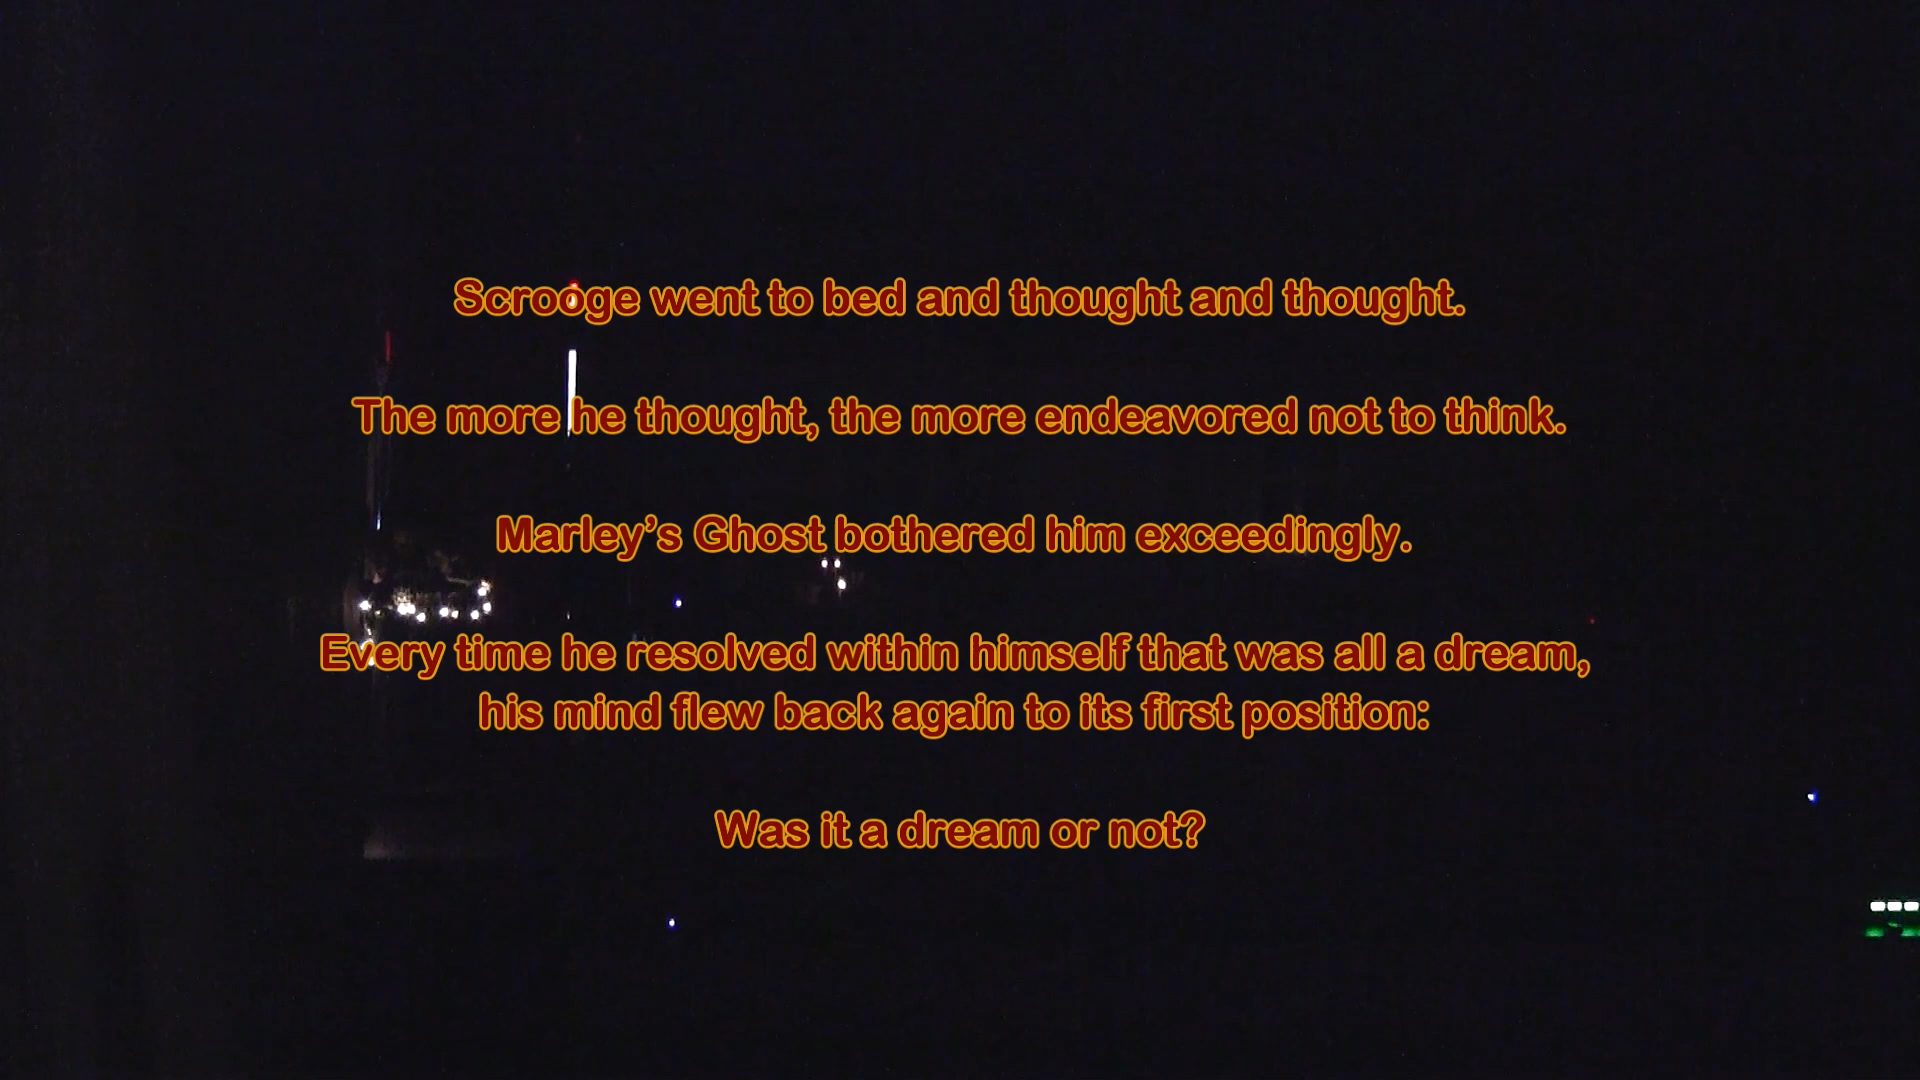 Scrooge went to bed and thought and thought.
The more he thought, the more endeavored not to think.
Marley’s Ghost bothered him exceedingly.
Every time he resolved within himself that was all a dream,
his mind flew back again to its first position:
Was it a dream or not?